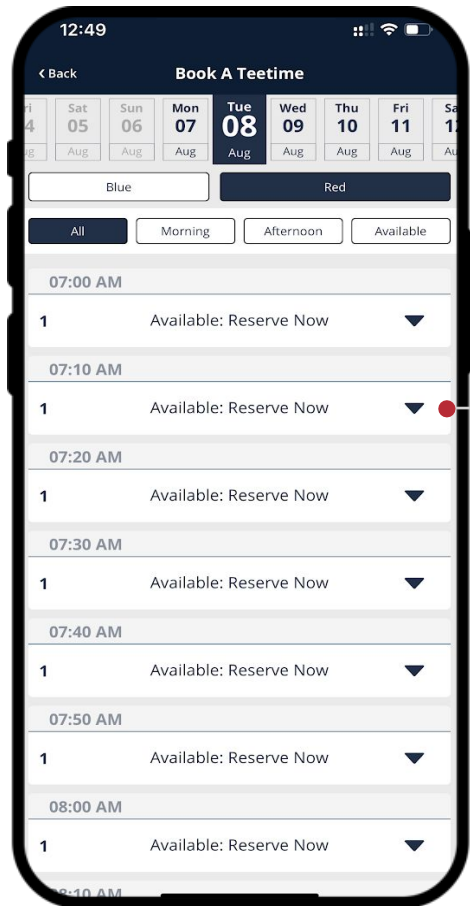 12:49
Back Book A Teetime
Sat Sun Mon Tue Wed Thu Fri
05 06 07 08 09 10 11
Aug Aug Aug Aug Aug Aug Aug
Blue Red
All Morning Afternoon Available
07:00 AM
1 Available: Reserve Now
07:10 AM
1 Available: Reserve Now
07:20 AM
1 Available: Reserve Now
07:30 AM
1 Available: Reserve Now
07:40 AM
1 Available: Reserve Now
07:50 AM
1 Available: Reserve Now
08:00 AM
1 Available: Reserve Now
08:10 AM